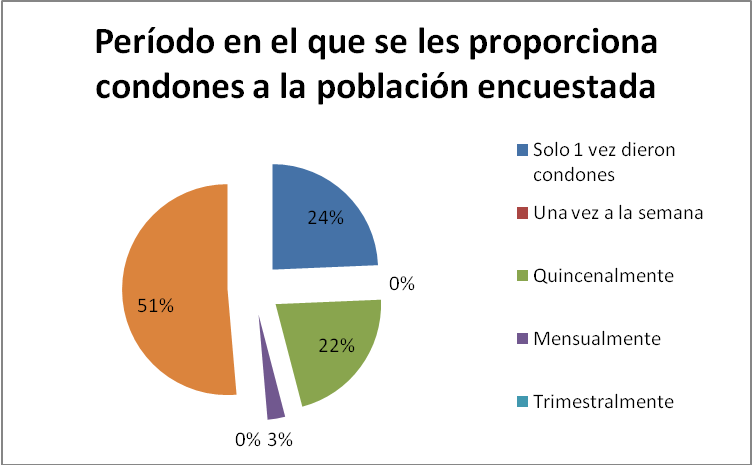 Período en el que se les proporciona
condones a la población encuestada
24%
0%
22%
3%
0%
51%
Solo 1 vez dieron
condones
Una vez a la semana
Quincenalmente
Mensualmente
Trimestralmente